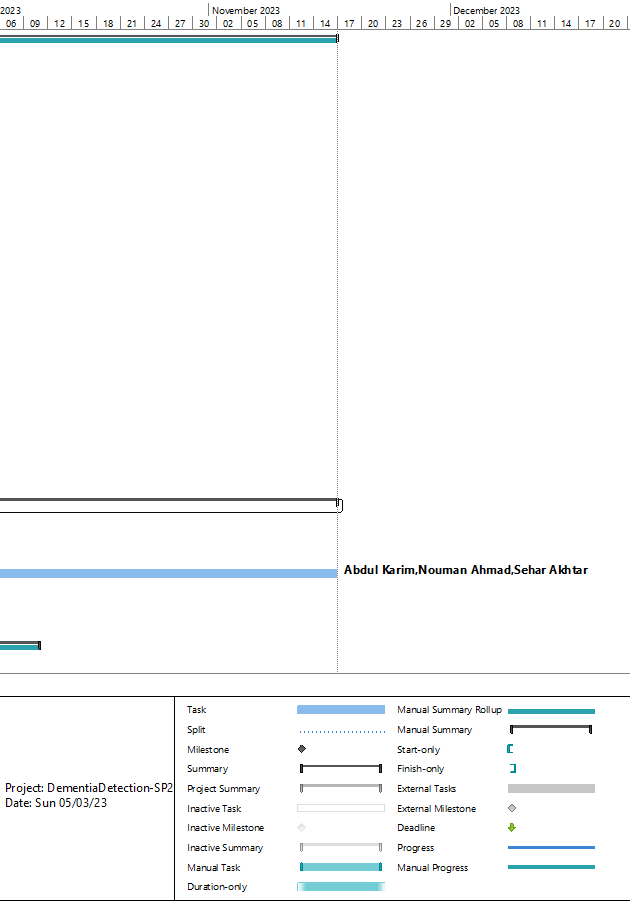 2023
November 2023
December 2023
06 09 12 15 18 21 24 27 30 02 05 08 11 14 17 20 23 26 29 02 05 08 11 14 17 20
Abdul Karim,Nouman Ahmad,Sehar Akhtar
Project: DementiaDetection-SP2
Date: Sun 05/03/23
Task
Split
Milestone
Summary
Project Summary
Inactive Task
Inactive Milestone
Inactive Summary
Manual Task
Duration-only
Manual Summary Rollup
Manual Summary
Start-only
Finish-only
External Tasks
External Milestone
Deadline
Progress
Manual Progress